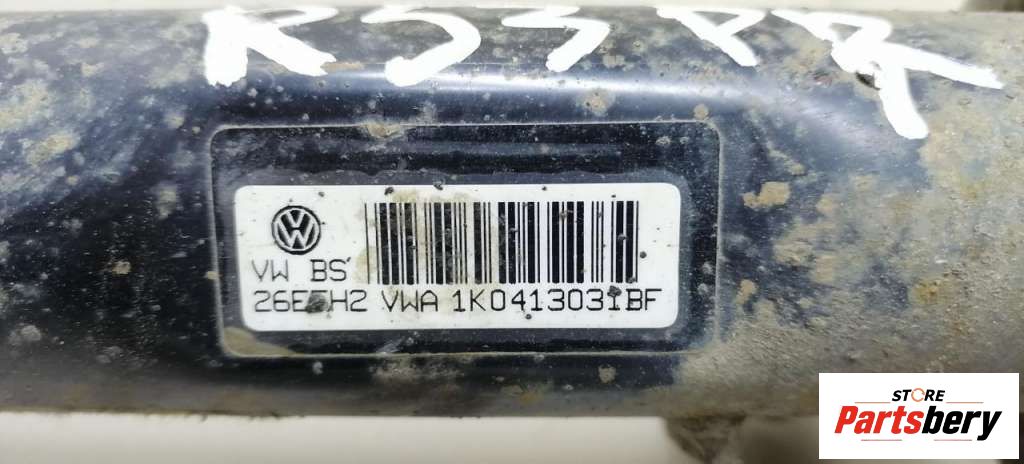 VW BS
VWA 1K0413031BF
STORE
Partsbery